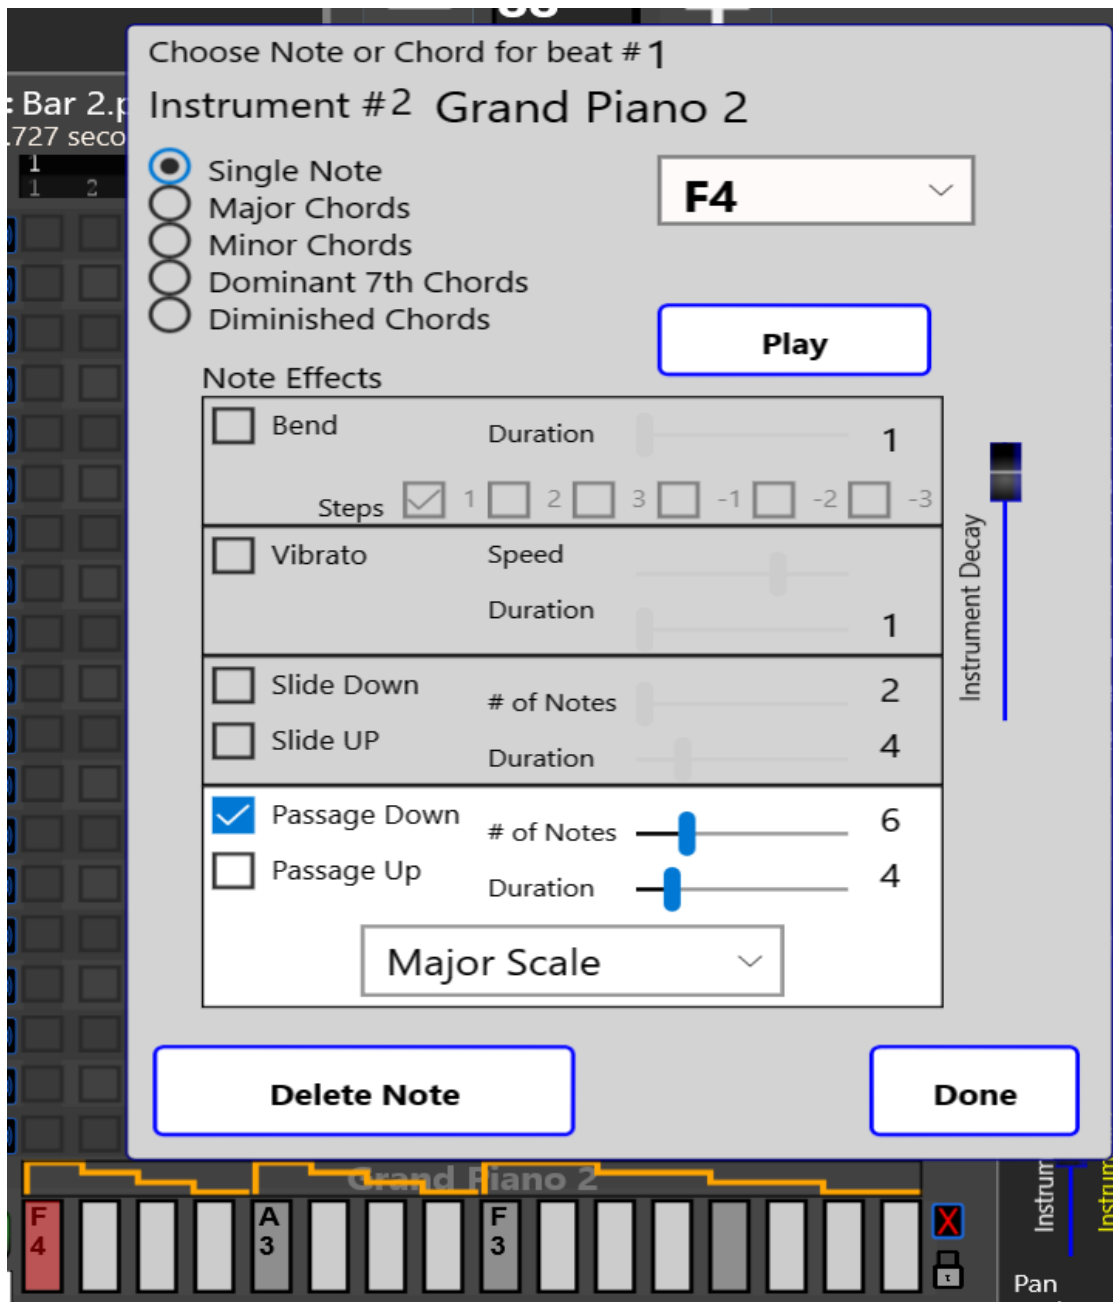 Choose Note or Chord for beat # 1
: Bar 2.p
Instrument #2 Grand Piano 2
.727 seco
1
1 2
Single Note
F4
Major Chords
Minor Chords
Dominant 7th Chords
Diminished Chords
Play
Note Effects
Bend Duration 1
Steps 1 2 3 -1 -2 -3
Vibrato Speed
Duration 1
Instrument Decay
Slide Down # of Notes 2
Slide UP Duration 4
Passage Down # of Notes 6
Passage Up Duration 4
Major Scale
Delete Note Done
Grand Piano 2
F A F X
4 3 3
τ
Instrum
Instrum
Pan